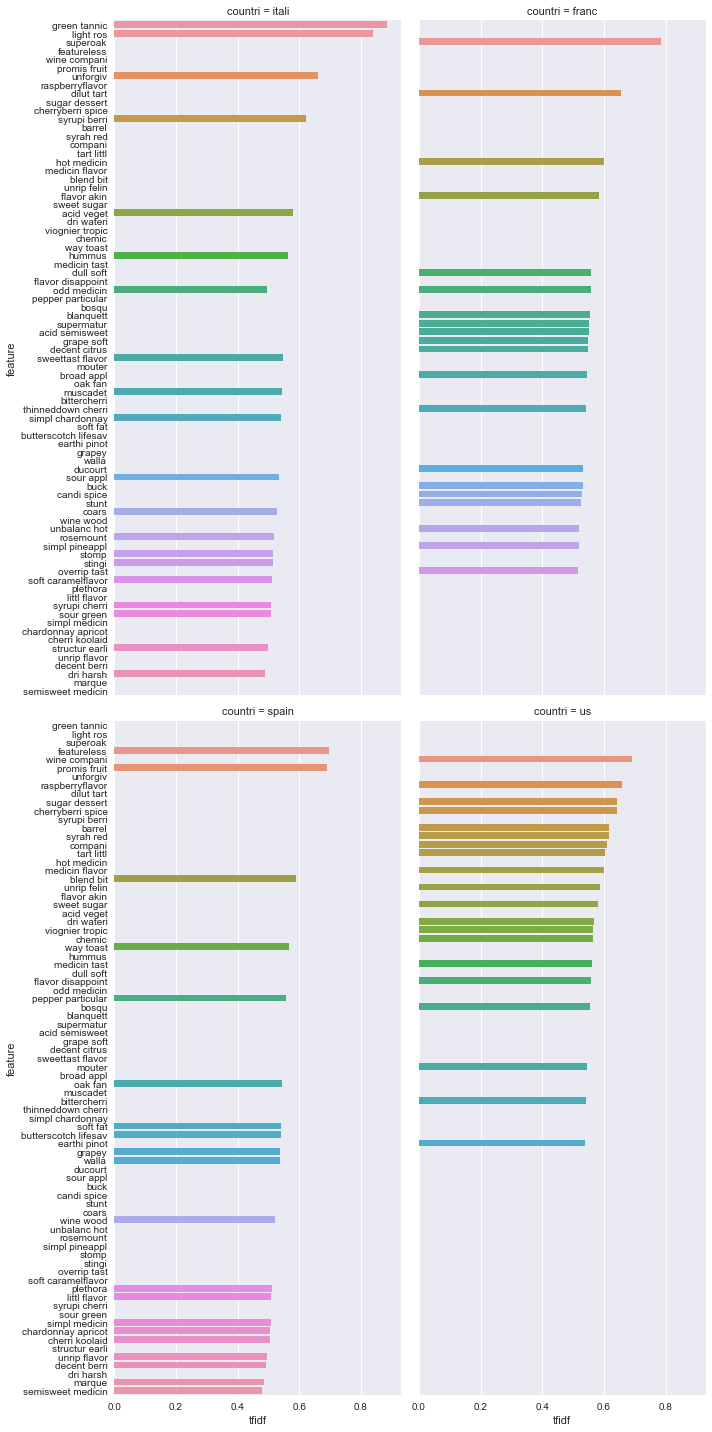 countri = itali
countri = franc
green tannic
light ros
superoak
featureless
wine compani
promis fruit
unforgiv
raspberryflavor
dilut tart
sugar dessert
cherryberri spice
syrupi berri
barrel
syrah red
compani
tart littl
hot medicin
medicin flavor
blend bit
unrip felin
flavor akin
sweet sugar
acid veget
dri wateri
viognier tropic
chemic
way toast
hummus
medicin tast
dull soft
flavor disappoint
odd medicin
pepper particular
bosqu
blanquett
supermatur
acid semisweet
grape soft
decent citrus
sweettast flavor
mouter
broad appl
oak fan
muscadet
bittercherri
thinneddown cherri
simpl chardonnay
soft fat
butterscotch lifesav
earthi pinot
grapey
walla
ducourt
sour appl
buck
candi spice
stunt
coars
wine wood
unbalanc hot
rosemount
simpl pineappl
stomp
stingi
overrip tast
soft caramelflavor
plethora
littl flavor
syrupi cherri
sour green
simpl medicin
chardonnay apricot
cherri koolaid
structur earli
unrip flavor
decent berri
dri harsh
marque
semisweet medicin
feature
countri = spain
countri = us
green tannic
light ros
superoak
featureless
wine compani
promis fruit
unforgiv
raspberryflavor
dilut tart
sugar dessert
cherryberri spice
syrupi berri
barrel
syrah red
compani
tart littl
hot medicin
medicin flavor
blend bit
unrip felin
flavor akin
sweet sugar
acid veget
dri wateri
viognier tropic
chemic
way toast
hummus
medicin tast
dull soft
flavor disappoint
odd medicin
pepper particular
bosqu
blanquett
supermatur
acid semisweet
grape soft
decent citrus
sweettast flavor
mouter
broad appl
oak fan
muscadet
bittercherri
thinneddown cherri
simpl chardonnay
soft fat
butterscotch lifesav
earthi pinot
grapey
walla
ducourt
sour appl
buck
candi spice
stunt
coars
wine wood
unbalanc hot
rosemount
simpl pineappl
stomp
stingi
overrip tast
soft caramelflavor
plethora
littl flavor
syrupi cherri
sour green
simpl medicin
chardonnay apricot
cherri koolaid
structur earli
unrip flavor
decent berri
dri harsh
marque
semisweet medicin
feature
0.0 0.2 0.4 0.6 0.8
0.0 0.2 0.4 0.6 0.8
tfidf
tfidf